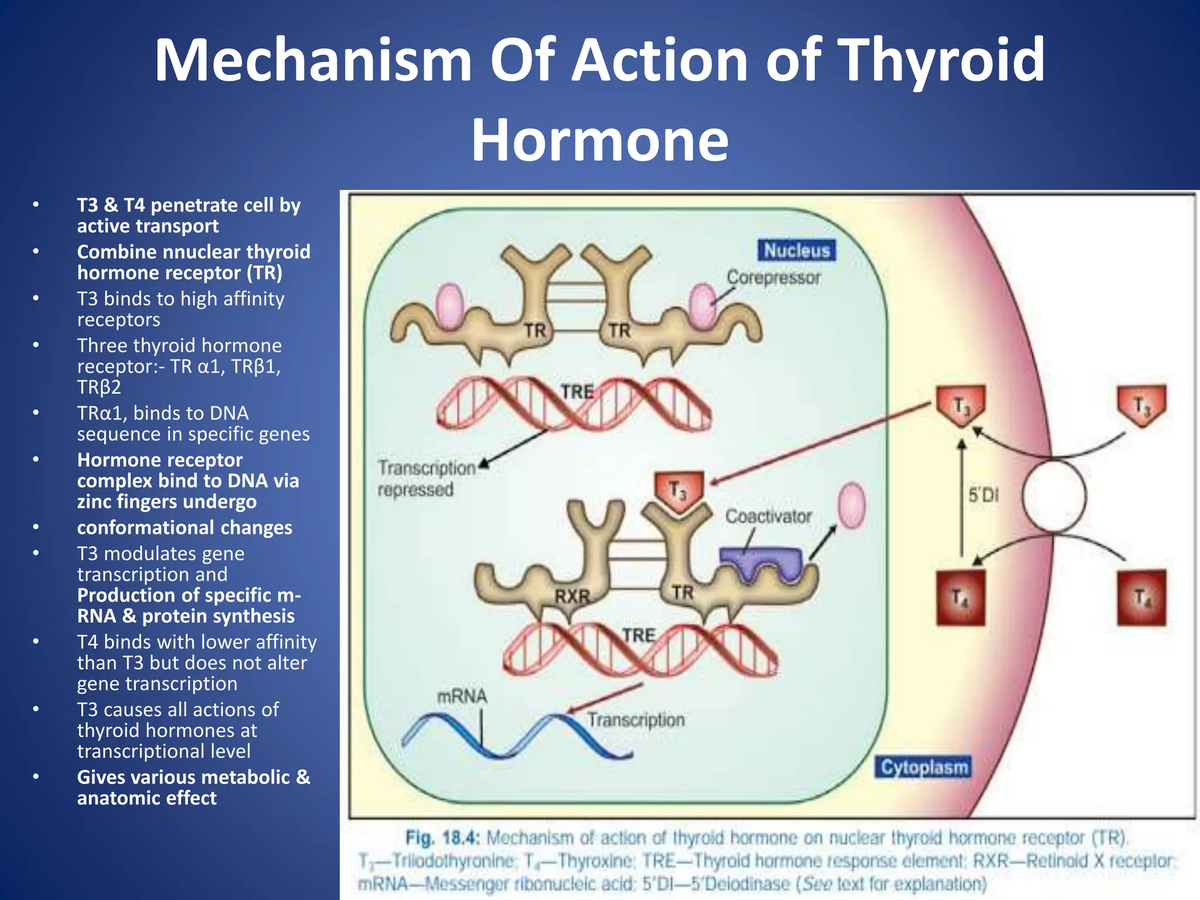 Mechanism Of Action of Thyroid
Hormone
• T3 & T4 penetrate cell by
active transport
• Combine nnuclear thyroid
hormone receptor (TR)
• T3 binds to high affinity
receptors
• Three thyroid hormone
receptor:- TR α1, TRβ1,
TRβ2
• TRα1, binds to DNA
sequence in specific genes
• Hormone receptor
complex bind to DNA via
zinc fingers undergo
• conformational changes
• T3 modulates gene
transcription and
Production of specific m-
RNA & protein synthesis
• T4 binds with lower affinity
than T3 but does not alter
gene transcription
• T3 causes all actions of
thyroid hormones at
transcriptional level
• Gives various metabolic &
anatomic effect
Nucleus
Corepressor
TR TR
TRE
Transcription
repressed
T₃
T₃
T₃
5'DI
Coactivator
RXR TR
T₄
T₄
TRE
mRNA
Transcription
Cytoplasm
Fig. 18.4: Mechanism of action of thyroid hormone on nuclear thyroid hormone receptor (TR).
T₃—Triiodothyronine; T₄—Thyroxine; TRE—Thyroid hormone response element; RXR—Retinoid X receptor;
mRNA—Messenger ribonucleic acid; 5'DI—5'Deiodinase (See text for explanation)